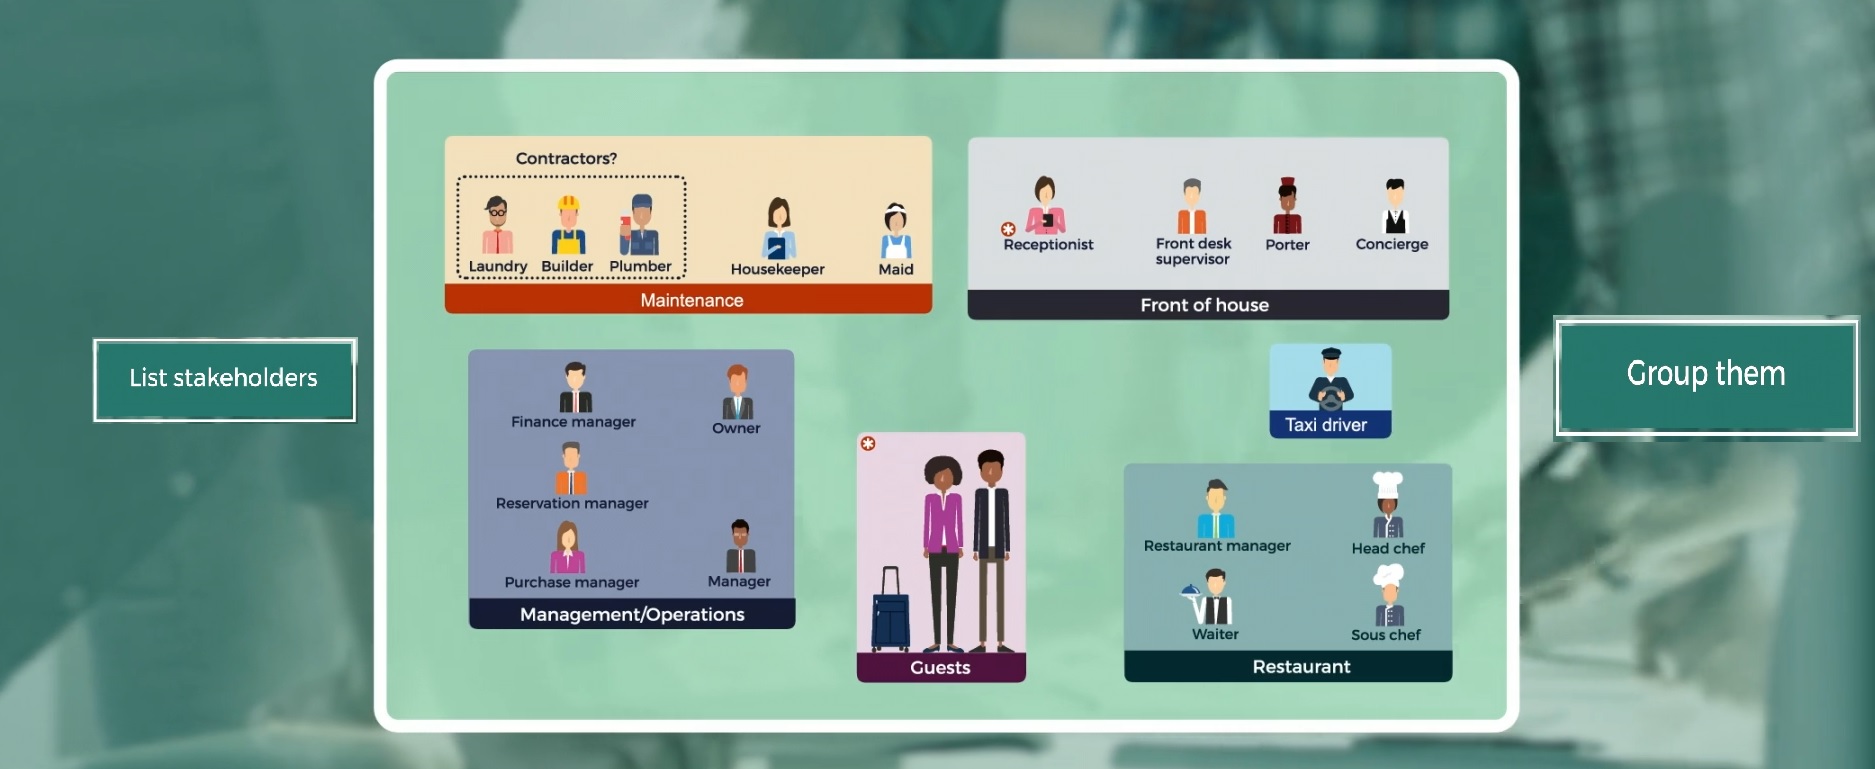 List stakeholders
Contractors?
Laundry
Builder
Plumber
Housekeeper
Maid
Maintenance
Receptionist
Front desk
supervisor
Porter
Concierge
Front of house
Finance manager
Owner
Reservation manager
Purchase manager
Manager
Management/Operations
Guests
Taxi driver
Restaurant manager
Head chef
Waiter
Sous chef
Restaurant
Group them